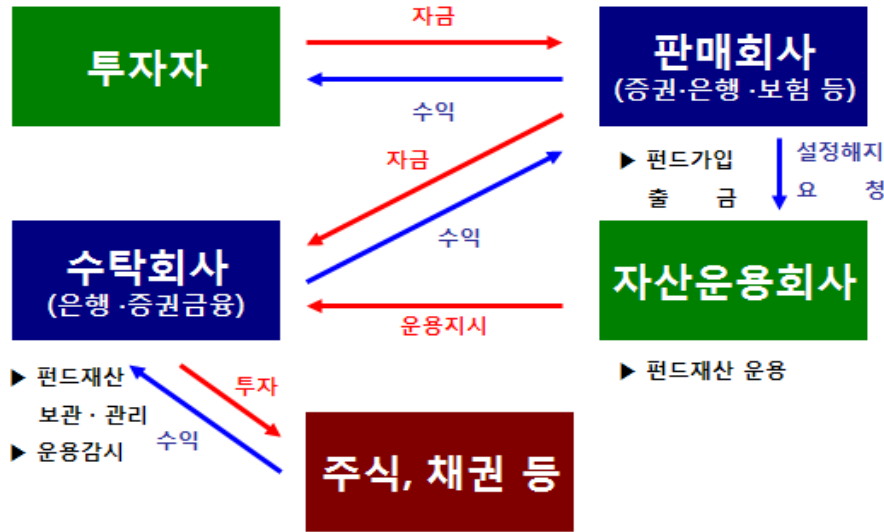 자금
투자자
판매회사
(증권·은행 ·보험 등)
수익
자금
▶ 펀드가입
출 금
설정해지
요 청
수익
수탁회사
(은행 ·증권금융)
자산운용회사
운용지시
▶ 펀드재산
보관 · 관리
▶ 운용감시
투자
수익
▶ 펀드재산 운용
주식, 채권 등